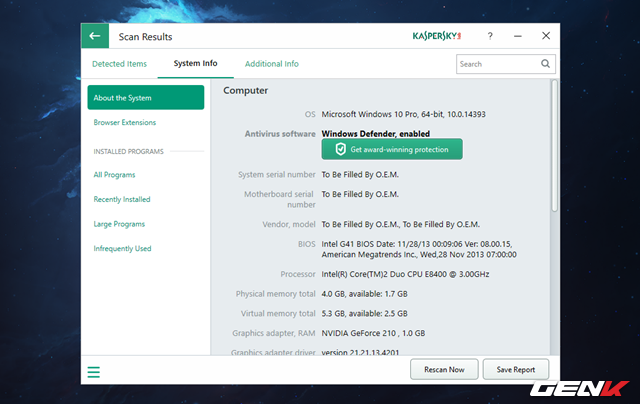 Scan Results
KASPERSKY lab
?
Detected Items
System Info
Additional Info
Search
About the System
Browser Extensions
INSTALLED PROGRAMS
All Programs
Recently Installed
Large Programs
Infrequently Used
Computer
OS Microsoft Windows 10 Pro, 64-bit, 10.0.14393
Antivirus software Windows Defender, enabled
Get award-winning protection
System serial number To Be Filled By O.E.M.
Motherboard serial To Be Filled By O.E.M.
number
Vendor, model To Be Filled By O.E.M., To Be Filled By O.E.M.
BIOS Intel G41 BIOS Date: 11/28/13 00:09:06 Ver: 08.00.15,
American Megatrends Inc., Wed,28 Nov 2013 07:00:00
Processor Intel(R) Core(TM)2 Duo CPU E8400 @ 3.00GHz
Physical memory total 4.0 GB, available: 1.7 GB
Virtual memory total 5.3 GB, available: 2.5 GB
Graphics adapter, RAM NVIDIA GeForce 210 , 1.0 GB
Graphics adapter driver version 21.21.13.4201
Rescan Now
Save Report
GENK